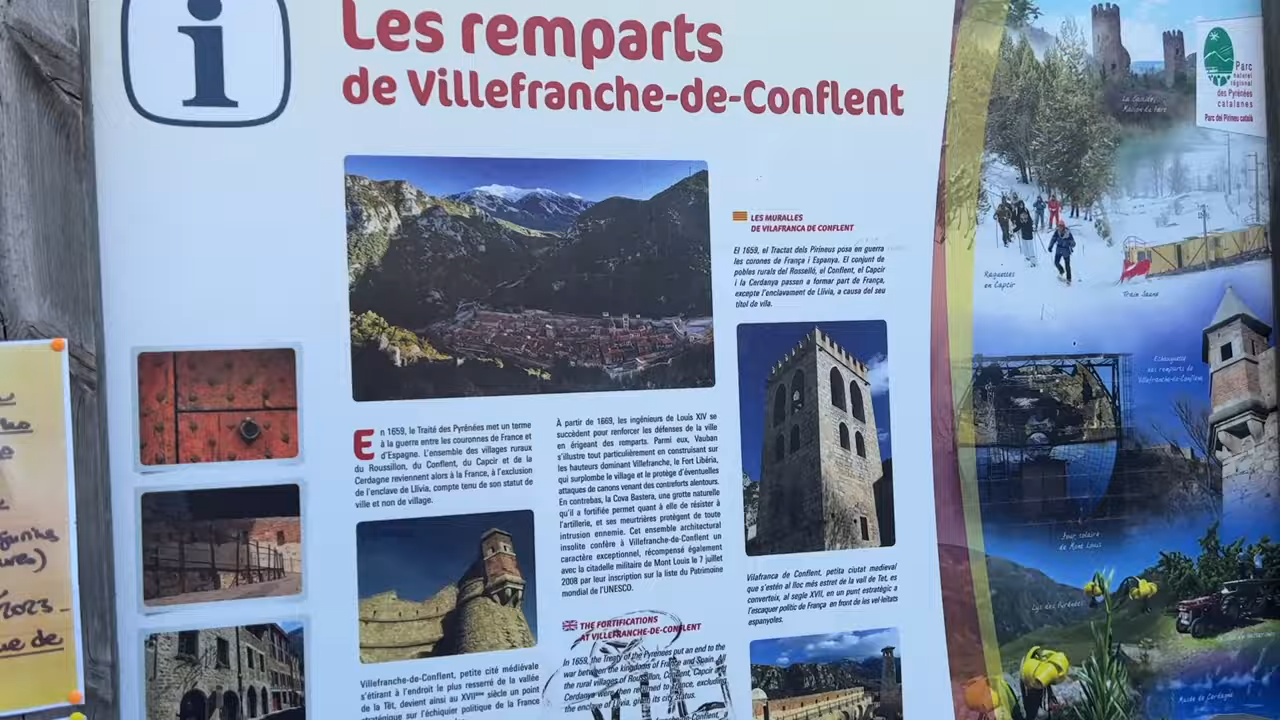 i
Les remparts
de Villefranche-de-Conflent
En 1659, le Traité des Pyrénées met un terme
à la guerre entre les couronnes de France et
d'Espagne. L'ensemble des villages ruraux
du Roussillon, du Conflent, du Capcir et de la
Cerdagne reviennent alors à la France, à l'exclusion
de l'enclave de Llivia, compte tenu de son statut de
ville et non de village.
Villefranche-de-Conflent, petite cité médiévale
s'étirant à l'endroit le plus resserré de la vallée
de la Têt, devient ainsi au XVIIème siècle un point
stratégique sur l'échiquier politique de la France
À partir de 1669, les ingénieurs de Louis XIV se
succèdent pour renforcer les défenses de la ville
en érigeant des remparts. Parmi eux, Vauban
s'illustre tout particulièrement en construisant sur
les hauteurs dominant Villefranche, le Fort Libéria,
qui surplombe le village et le protège d'éventuelles
attaques de canons venant des contreforts alentours.
En contrebas, la Cova Bastera, une grotte naturelle
qu'il a fortifiée permet quant à elle de résister à
l'artillerie, et ses meurtrières protègent de toute
intrusion ennemie. Cet ensemble architectural
insolite confère à Villefranche-de-Conflent un
caractère exceptionnel, récompensé également
avec la citadelle militaire de Mont Louis le 7 juillet
2008 par leur inscription sur la liste du Patrimoine
mondial de l'UNESCO.
THE FORTIFICATIONS
AT VILLEFRANCHE-DE-CONFLENT
In 1659, the Treaty of the Pyrenees put an end to the
war between the kingdoms of France and Spain. All
the rural villages of Roussillon, Conflent, Capcir and
Cerdanya were then returned to France, excluding
the enclave of Llivia, given its city status.
LES MURALLES
DE VILAFRANCA DE CONFLENT
El 1659, el Tractat dels Pirineus posa en guerra
les corones de França i Espanya. El conjunt de
pobles rurals del Rosselló, el Conflent, el Capcir
i la Cerdanya passen a formar part de França,
excepte l'enclavament de Llívia, a causa del seu
títol de vila.
Vilafranca de Conflent, petita ciutat medieval
que s'estén al lloc més estret de la vall de Tet, es
converteix, al segle XVII, en un punt estratègic a
l'escaquer polític de França en front de les vel·leïtats
espanyoles.
Parc
naturel
régional
des Pyrénées
catalanes
Parc del Pirineu català
Raquettes
en Capcir
Train Jaune
Echauguette
des remparts de
Villefranche-de-Conflent
Four solaire
de Mont Louis
Lys des Pyrénées
Musée de Cerdagne
2023
ue de